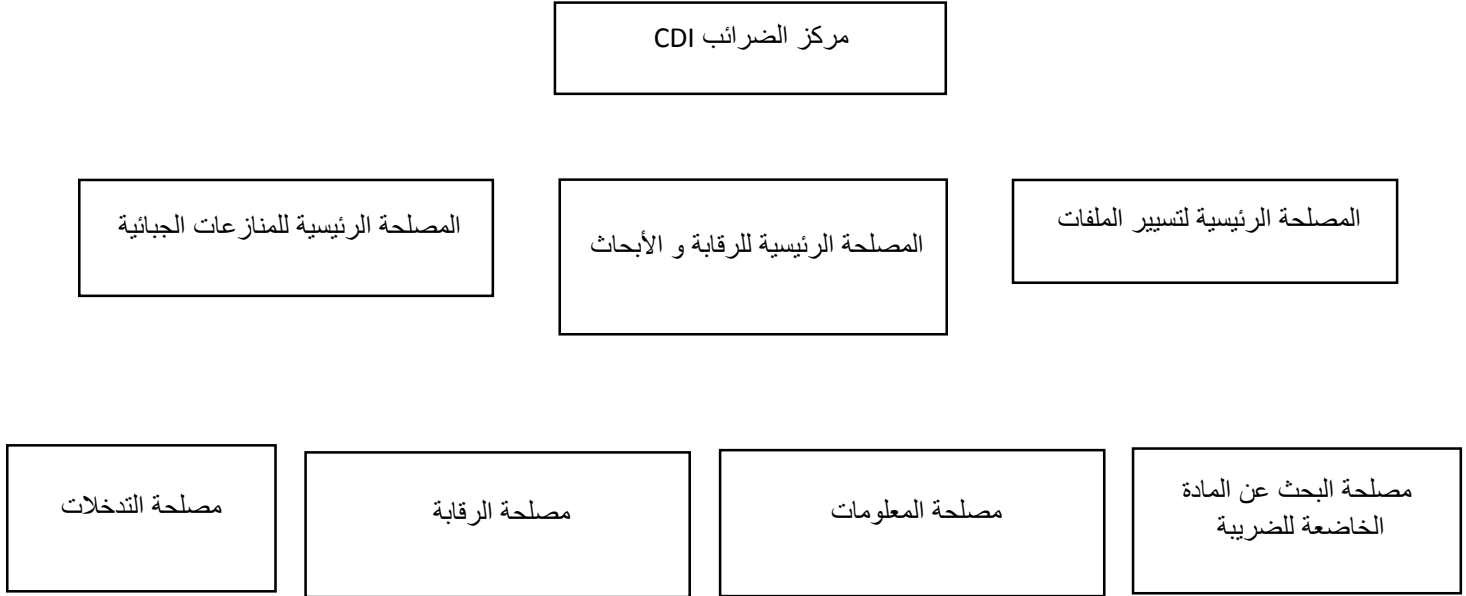 مركز الضرائب CDI
المصلحة الرئيسية لتسيير الملفات
المصلحة الرئيسية للرقابة و الأبحاث
المصلحة الرئيسية للمنازعات الجبائية
مصلحة البحث عن المادة
الخاضعة للضريبة
مصلحة المعلومات
مصلحة الرقابة
مصلحة التدخلات